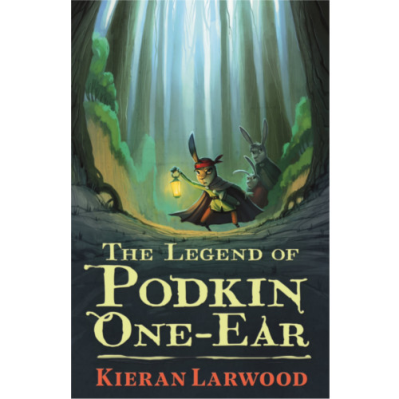 THE LEGEND OF
PODKIN
ONE-EAR
KIERAN LARWOOD